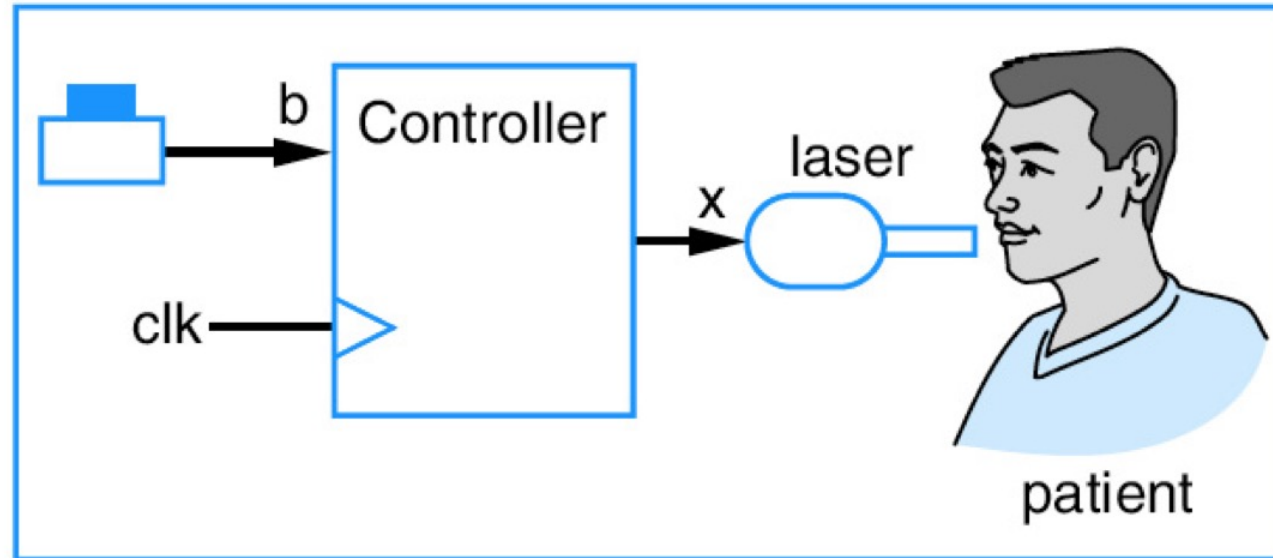 b
Controller
laser
x
clk
patient